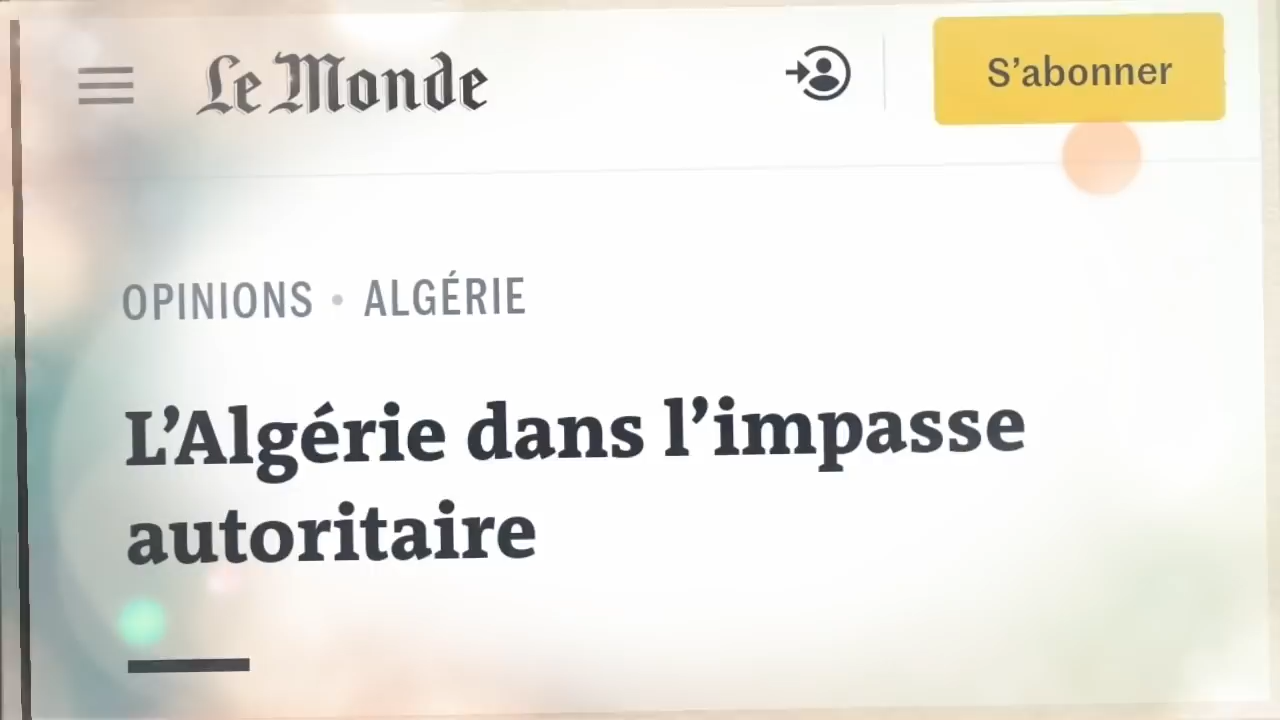 Le Monde
S'abonner
OPINIONS • ALGÉRIE
L'Algérie dans l'impasse
autoritaire